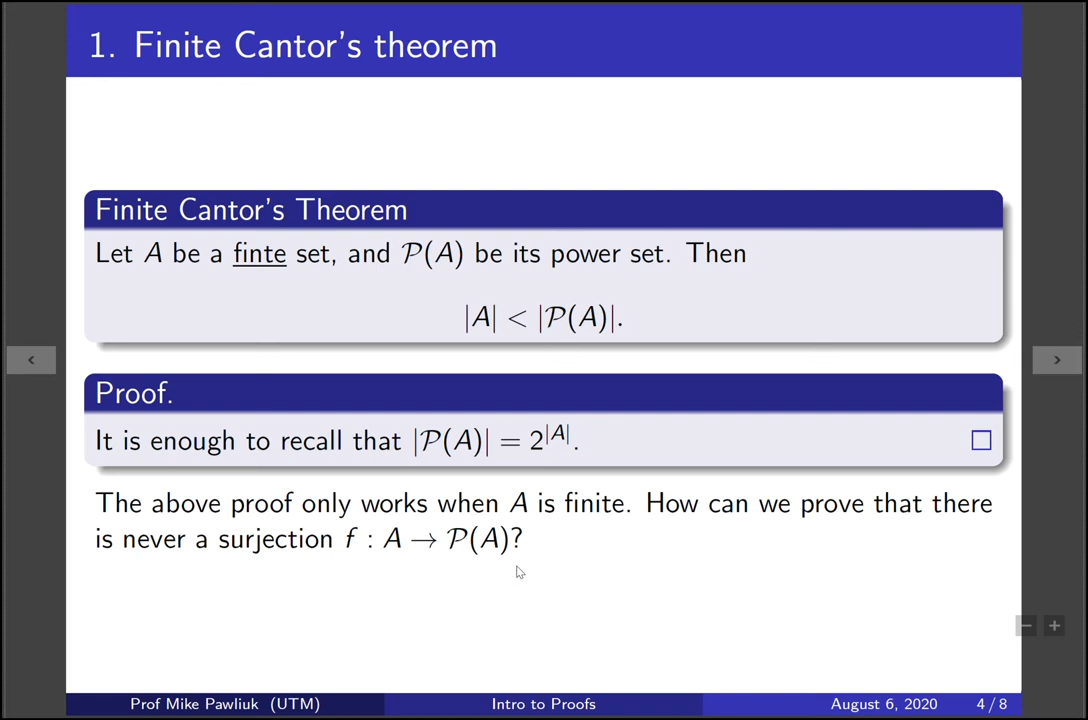 1. Finite Cantor's theorem
Finite Cantor's Theorem
Let A be a finte set, and 𝒫(A) be its power set. Then
|A| < |𝒫(A)|.
Proof.
It is enough to recall that |𝒫(A)| = 2^{|A|}. □
The above proof only works when A is finite. How can we prove that there
is never a surjection f : A → 𝒫(A)?
Prof Mike Pawliuk (UTM) Intro to Proofs August 6, 2020 4 / 8